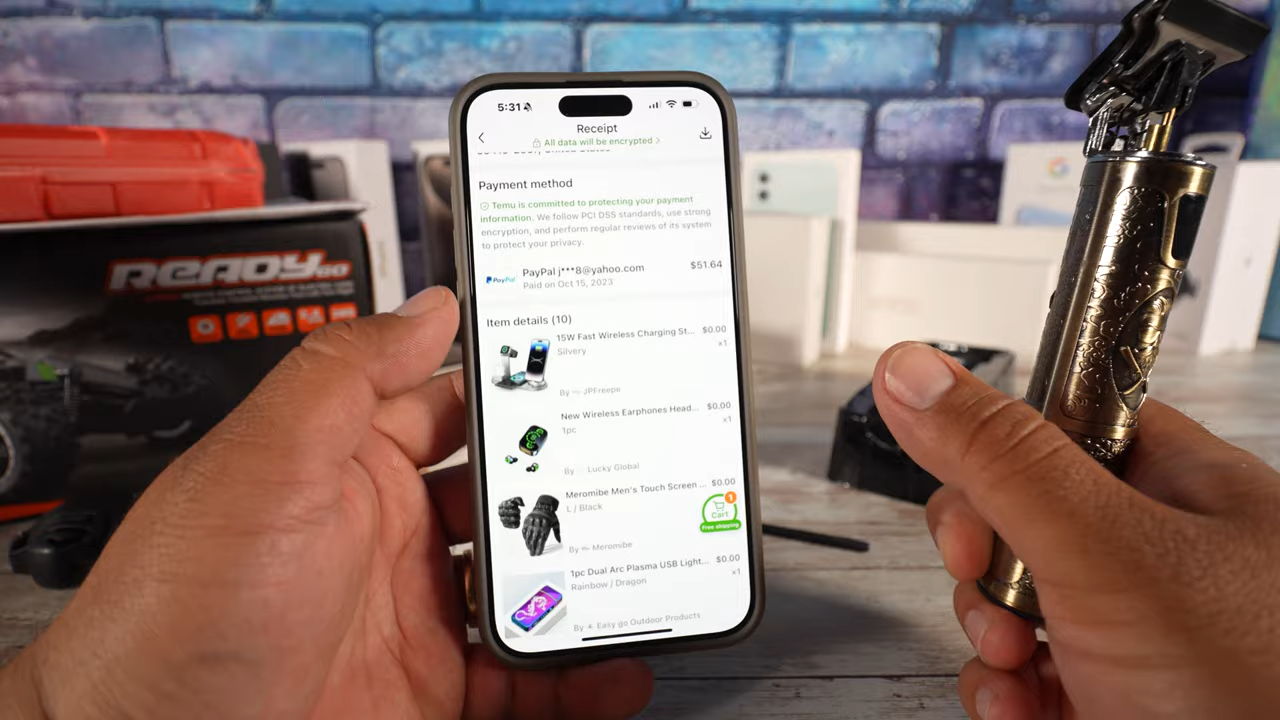 5:31
Receipt
All data will be encrypted >
Payment method
Temu is committed to protecting your payment
information. We follow PCI DSS standards, use strong
encryption, and perform regular reviews of its system
to protect your privacy.
PayPal
PayPal j***8@yahoo.com $51.64
Paid on Oct 15, 2023
Item details (10)
15W Fast Wireless Charging St... $0.00
Silvery x1
By JPFreepe
New Wireless Earphones Head... $0.00
1pc x1
By Lucky Global
Meromibe Men's Touch Screen ... $0.00
L / Black
1
Cart
Free shipping
By Meromibe
1pc Dual Arc Plasma USB Light... $0.00
Rainbow / Dragon x1
By Easy go Outdoor Products
READY GO